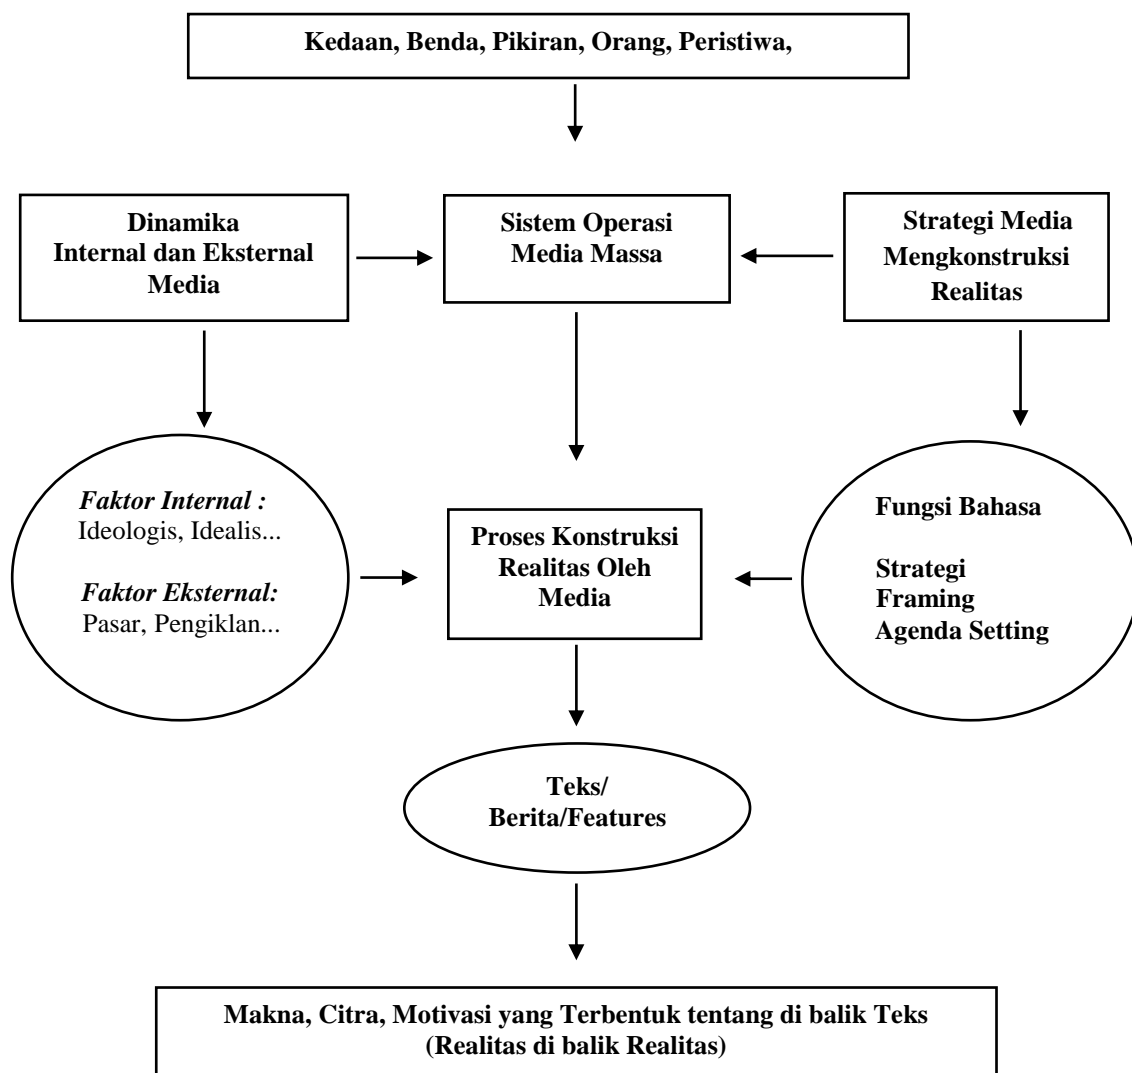 Kedaan, Benda, Pikiran, Orang, Peristiwa,
Dinamika
Internal dan Eksternal
Media
Sistem Operasi
Media Massa
Strategi Media
Mengkonstruksi
Realitas
Faktor Internal :
Ideologis, Idealis...
Faktor Eksternal:
Pasar, Pengiklan...
Proses Konstruksi
Realitas Oleh
Media
Fungsi Bahasa
Strategi
Framing
Agenda Setting
Teks/
Berita/Features
Makna, Citra, Motivasi yang Terbentuk tentang di balik Teks
(Realitas di balik Realitas)